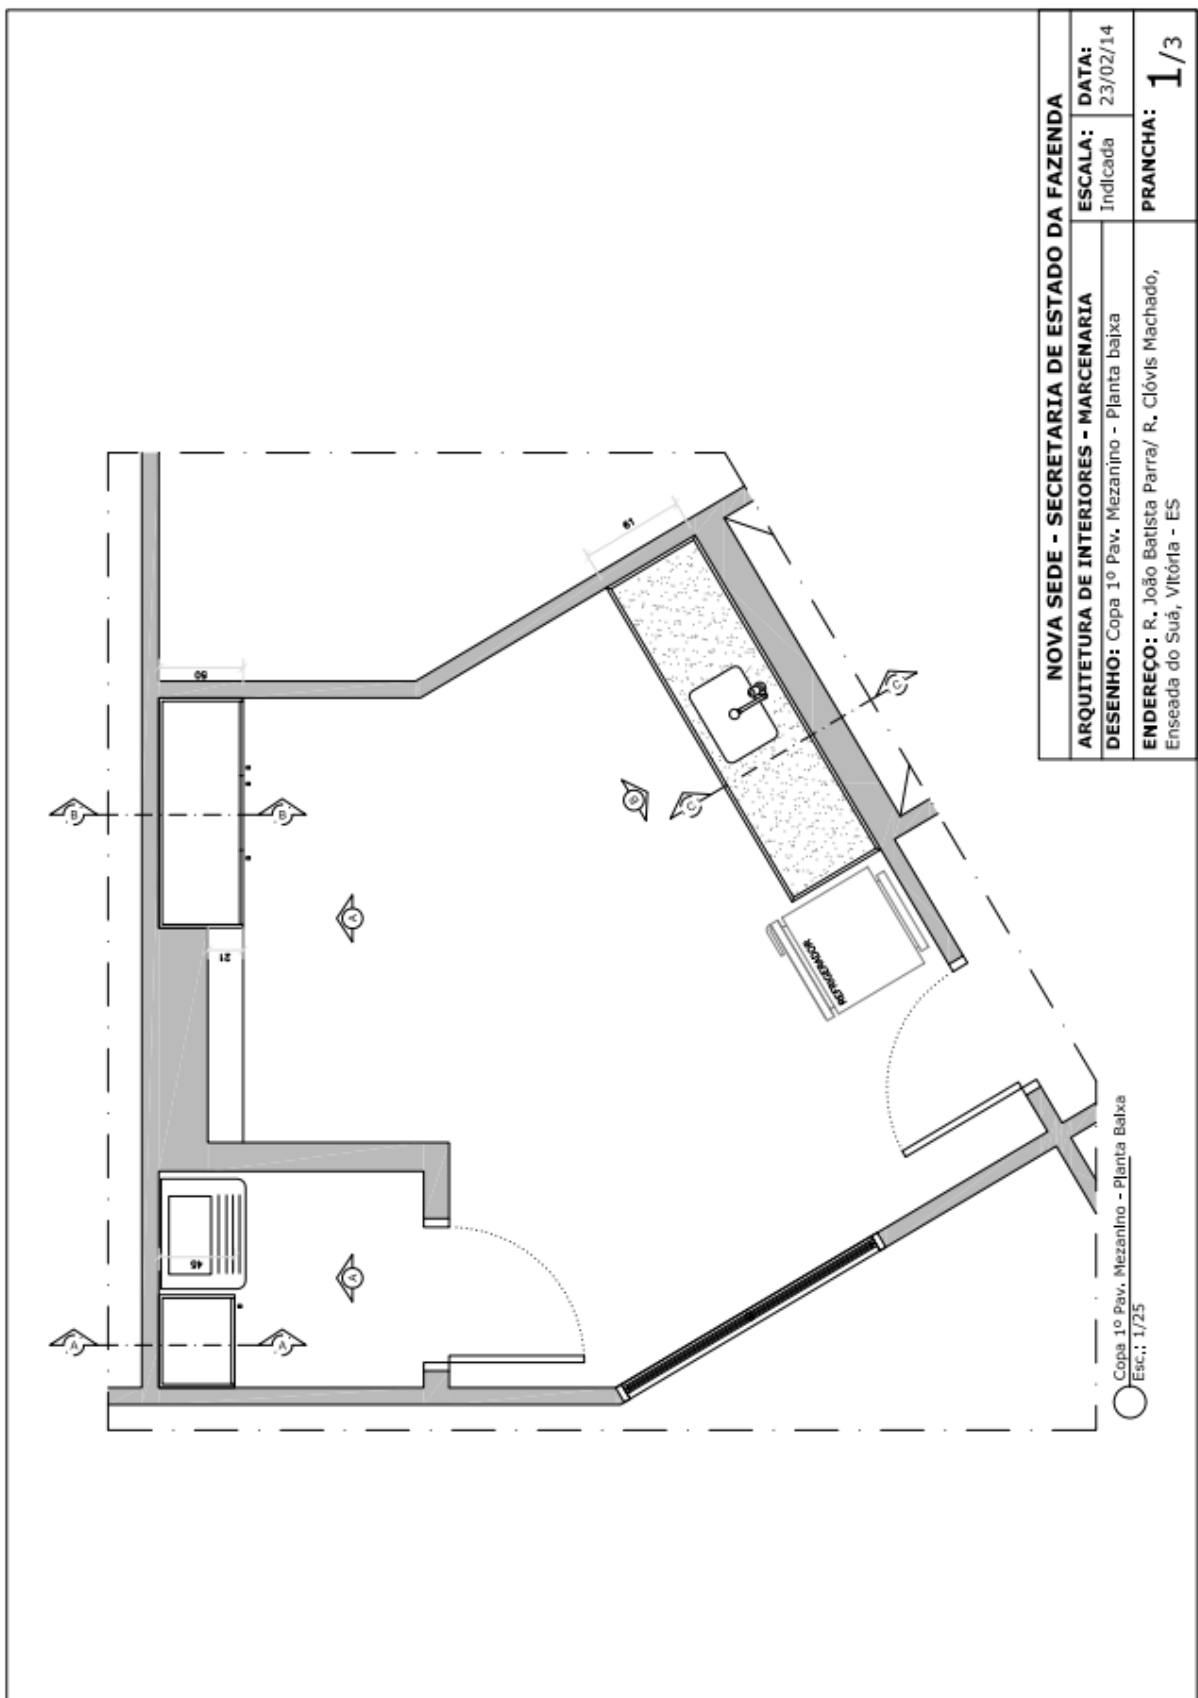 B
B
A
A
A
A
B
C
C
50
21
45
61
REFRIGERADOR
Copa 1º Pav. Mezanino - Planta Baixa
Esc.: 1/25
NOVA SEDE - SECRETARIA DE ESTADO DA FAZENDA
ARQUITETURA DE INTERIORES - MARCENARIA
ESCALA:
Indicada
DATA:
23/02/14
DESENHO: Copa 1º Pav. Mezanino - Planta baixa
ENDEREÇO: R. João Batista Parra/ R. Clóvis Machado,
Enseada do Suá, Vitória - ES
PRANCHA:
1/3